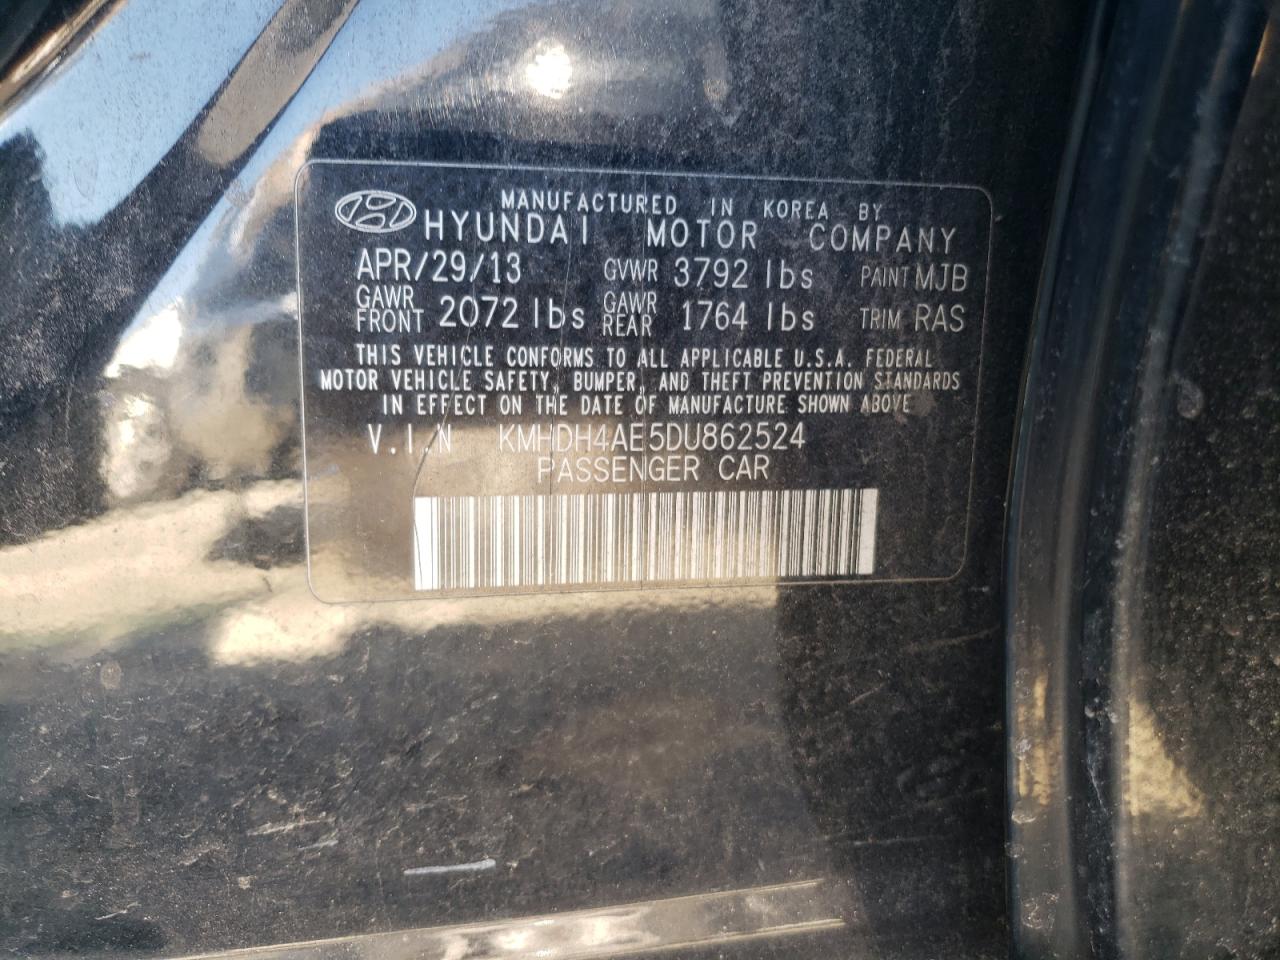 MANUFACTURED IN KOREA BY
HYUNDAI MOTOR COMPANY
APR/29/13 GVWR 3792 lbs PAINT MJB
GAWR FRONT 2072 lbs GAWR REAR 1764 lbs TRIM RAS
THIS VEHICLE CONFORMS TO ALL APPLICABLE U.S.A. FEDERAL
MOTOR VEHICLE SAFETY, BUMPER, AND THEFT PREVENTION STANDARDS
IN EFFECT ON THE DATE OF MANUFACTURE SHOWN ABOVE
V.I.N KMHDH4AE5DU862524
PASSENGER CAR